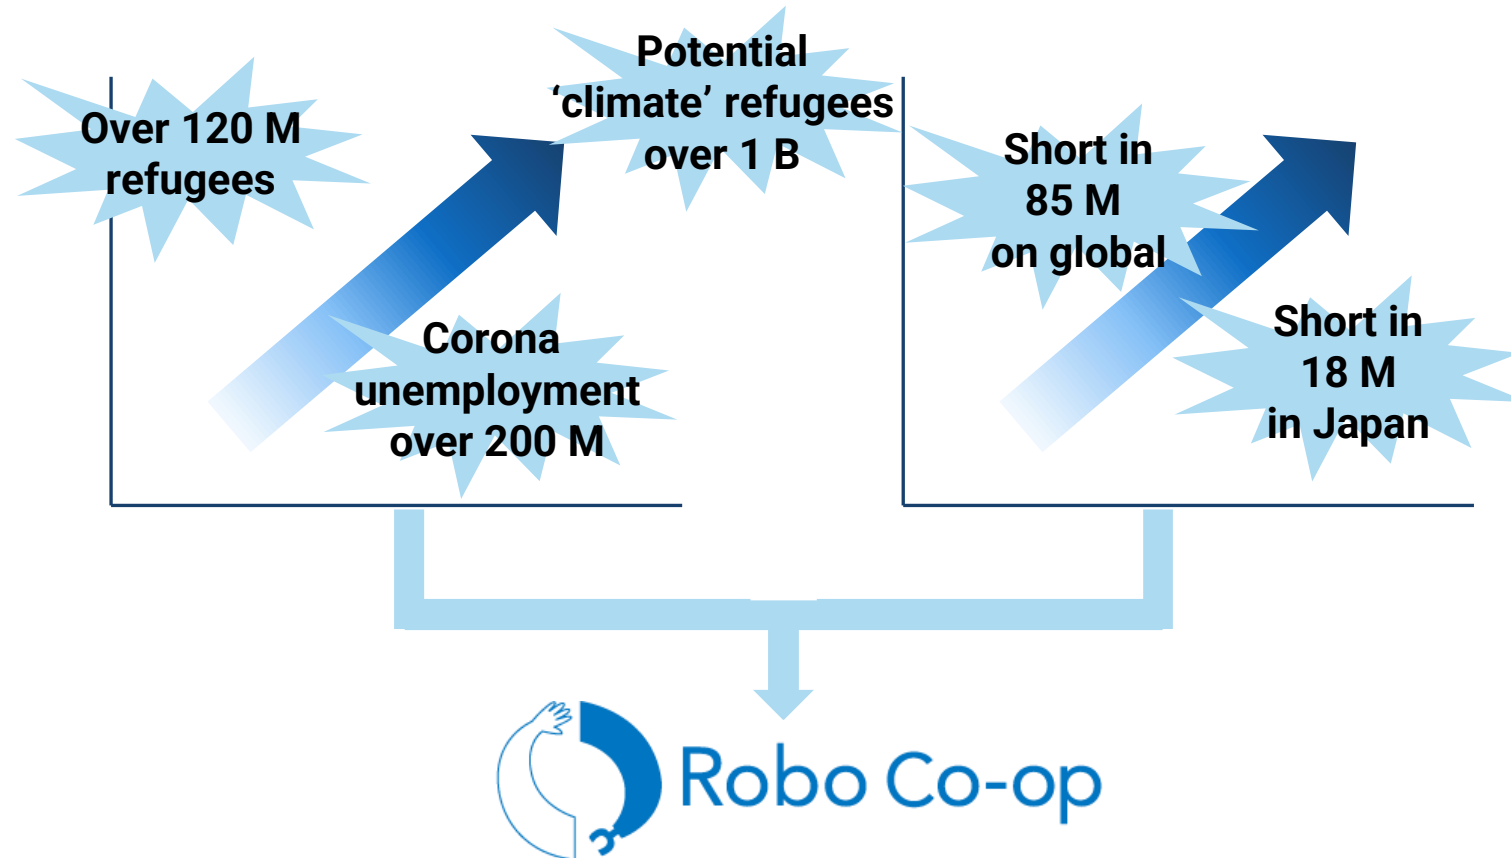 Over 120 M
refugees
Potential
‘climate’ refugees
over 1 B
Corona
unemployment
over 200 M
Short in
85 M
on global
Short in
18 M
in Japan
Robo Co-op